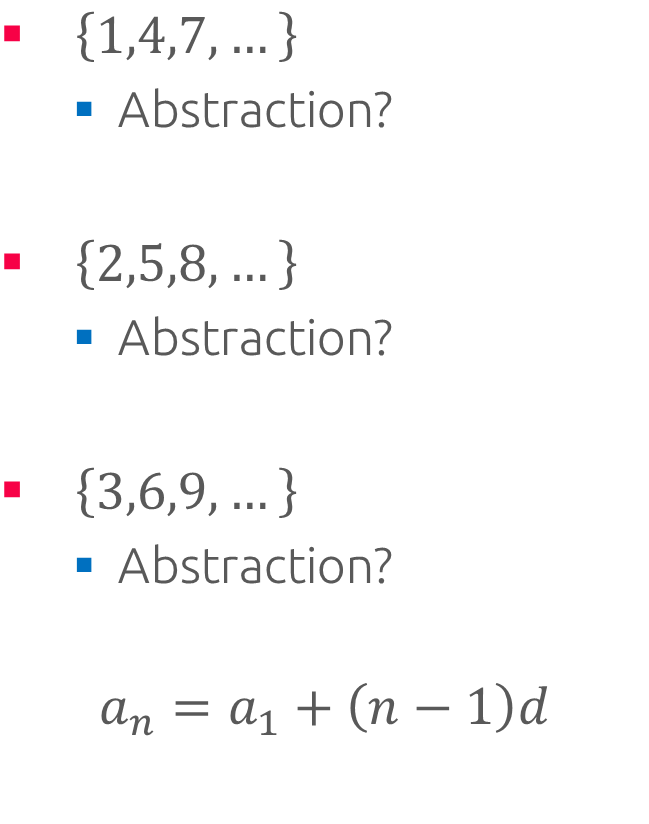 ▪ {1,4,7, … }
▪ Abstraction?
▪ {2,5,8, … }
▪ Abstraction?
▪ {3,6,9, … }
▪ Abstraction?
aₙ = a₁ + (n − 1)d